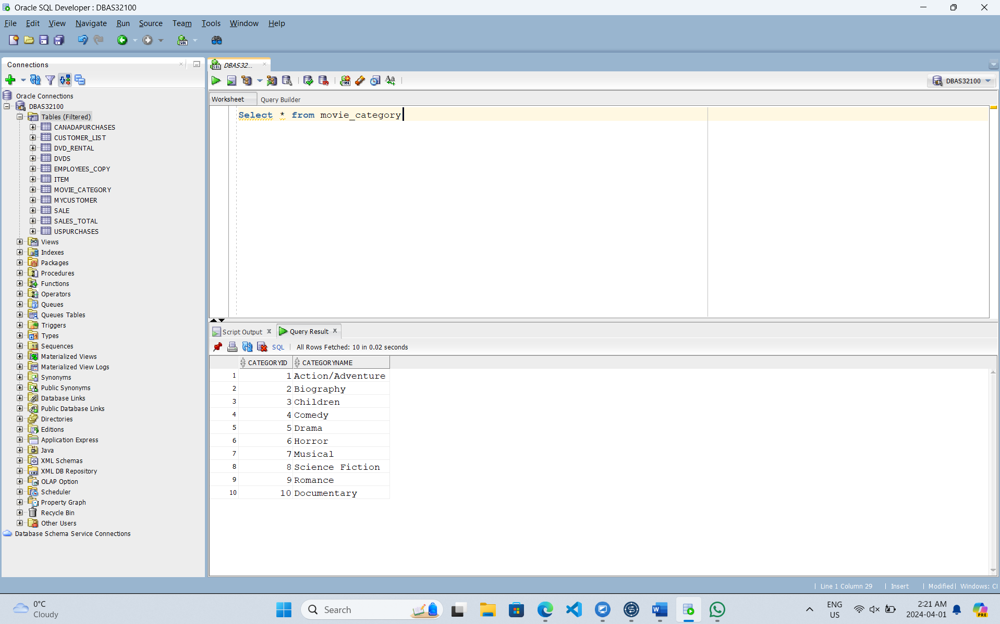 Oracle SQL Developer : DBAS32100
File Edit View Navigate Run Source Team Tools Window Help
Connections
Oracle Connections
DBAS32100
Tables (Filtered)
CANADAPURCHASES
CUSTOMER_LIST
DVD_RENTAL
DVDS
EMPLOYEES_COPY
ITEM
MOVIE_CATEGORY
MYCUSTOMER
SALE
SALES_TOTAL
USPURCHASES
Views
Indexes
Packages
Procedures
Functions
Operators
Queues
Queues Tables
Triggers
Types
Sequences
Materialized Views
Materialized View Logs
Synonyms
Public Synonyms
Database Links
Public Database Links
Directories
Editions
Application Express
Java
XML Schemas
XML DB Repository
OLAP Option
Scheduler
Property Graph
Recycle Bin
Other Users
Database Schema Service Connections
DBAS32...
DBAS32100
Worksheet Query Builder
Select * from movie_category
Script Output Query Result
SQL All Rows Fetched: 10 in 0.02 seconds
CATEGORYID CATEGORYNAME
1 1 Action/Adventure
2 2 Biography
3 3 Children
4 4 Comedy
5 5 Drama
6 6 Horror
7 7 Musical
8 8 Science Fiction
9 9 Romance
10 10 Documentary
Line 1 Column 29 Insert Modified Windows: Cl
0°C
Cloudy
Search
ENG
US
2:21 AM
2024-04-01
PRE